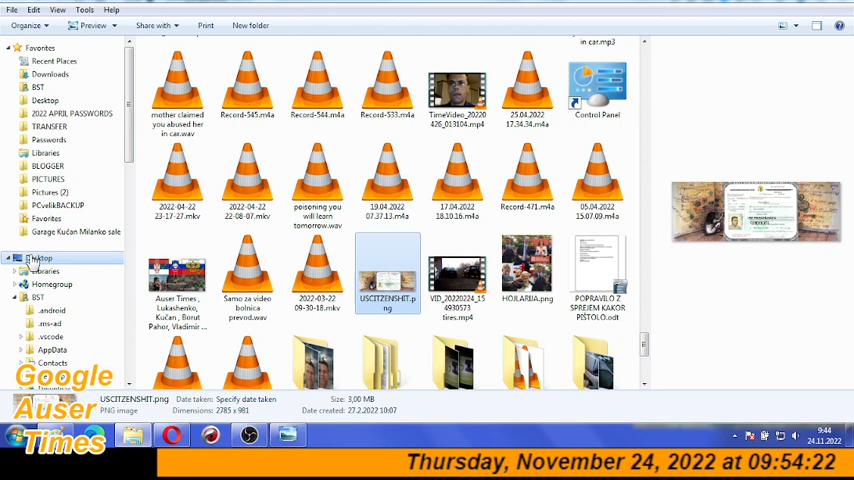 File Edit View Tools Help
Organize Preview Share with Print New folder
Favorites
Recent Places
Downloads
BST
Desktop
2022 APRIL PASSWORDS
TRANSFER
Passwords
Libraries
BLOGGER
PICTURES
Pictures (2)
PCvelikBACKUP
Favorites
Garage Kučan Milanko sale
Desktop
Libraries
Homegroup
BST
.android
.ms-ad
.vscode
AppData
Contacts
in car.mp3
mother claimed
you abused her
in car.wav
Record-545.m4a
Record-544.m4a
Record-533.m4a
TimeVideo_20220
426_013104.mp4
25.04.2022
17.34.34.m4a
Control Panel
2022-04-22
23-17-27.mkv
2022-04-22
22-08-07.mkv
poisoning you will
learn
tomorrow.wav
19.04.2022
07.37.13.m4a
17.04.2022
18.10.16.m4a
Record-471.m4a
05.04.2022
15.07.09.m4a
Auser Times ,
Lukashenko,
Kučan , Borut
Pahor, Vladimir ...
Samo za video
bolnica
prevod.wav
2022-03-22
09-30-18.mkv
USCITZENSHIT.p
ng
VID_20220224_15
4930573
tires.mp4
HOJLARIJA.png
POPRAVILO Z
SPREJEM KAKOR
PIŠTOLO.odt
USCITZENSHIT.png
PNG image
Date taken: Specify date taken
Dimensions: 2785 x 981
Size: 3,00 MB
Date created: 27.2.2022 10:07
Google
Auser
Times
9:44
24.11.2022
Thursday, November 24, 2022 at 09:54:22